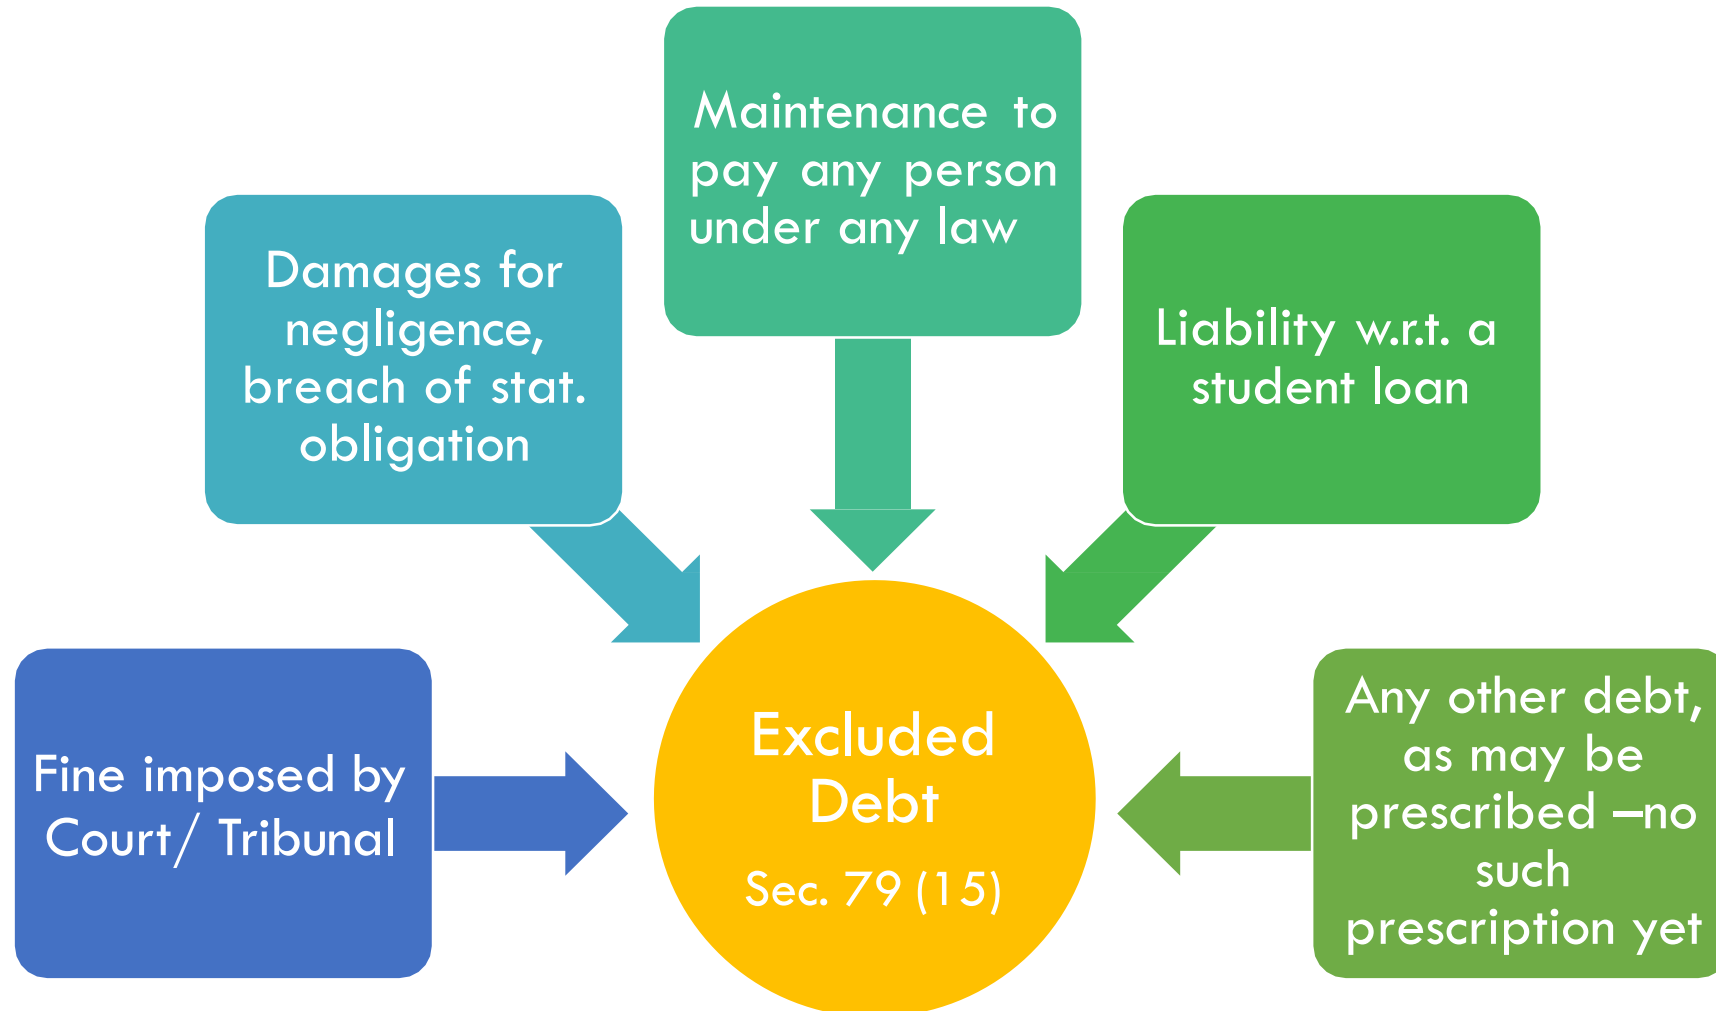 Maintenance to
pay any person
under any law
Damages for
negligence,
breach of stat.
obligation
Liability w.r.t. a
student loan
Fine imposed by
Court/ Tribunal
Excluded
Debt
Sec. 79 (15)
Any other debt,
as may be
prescribed –no
such
prescription yet